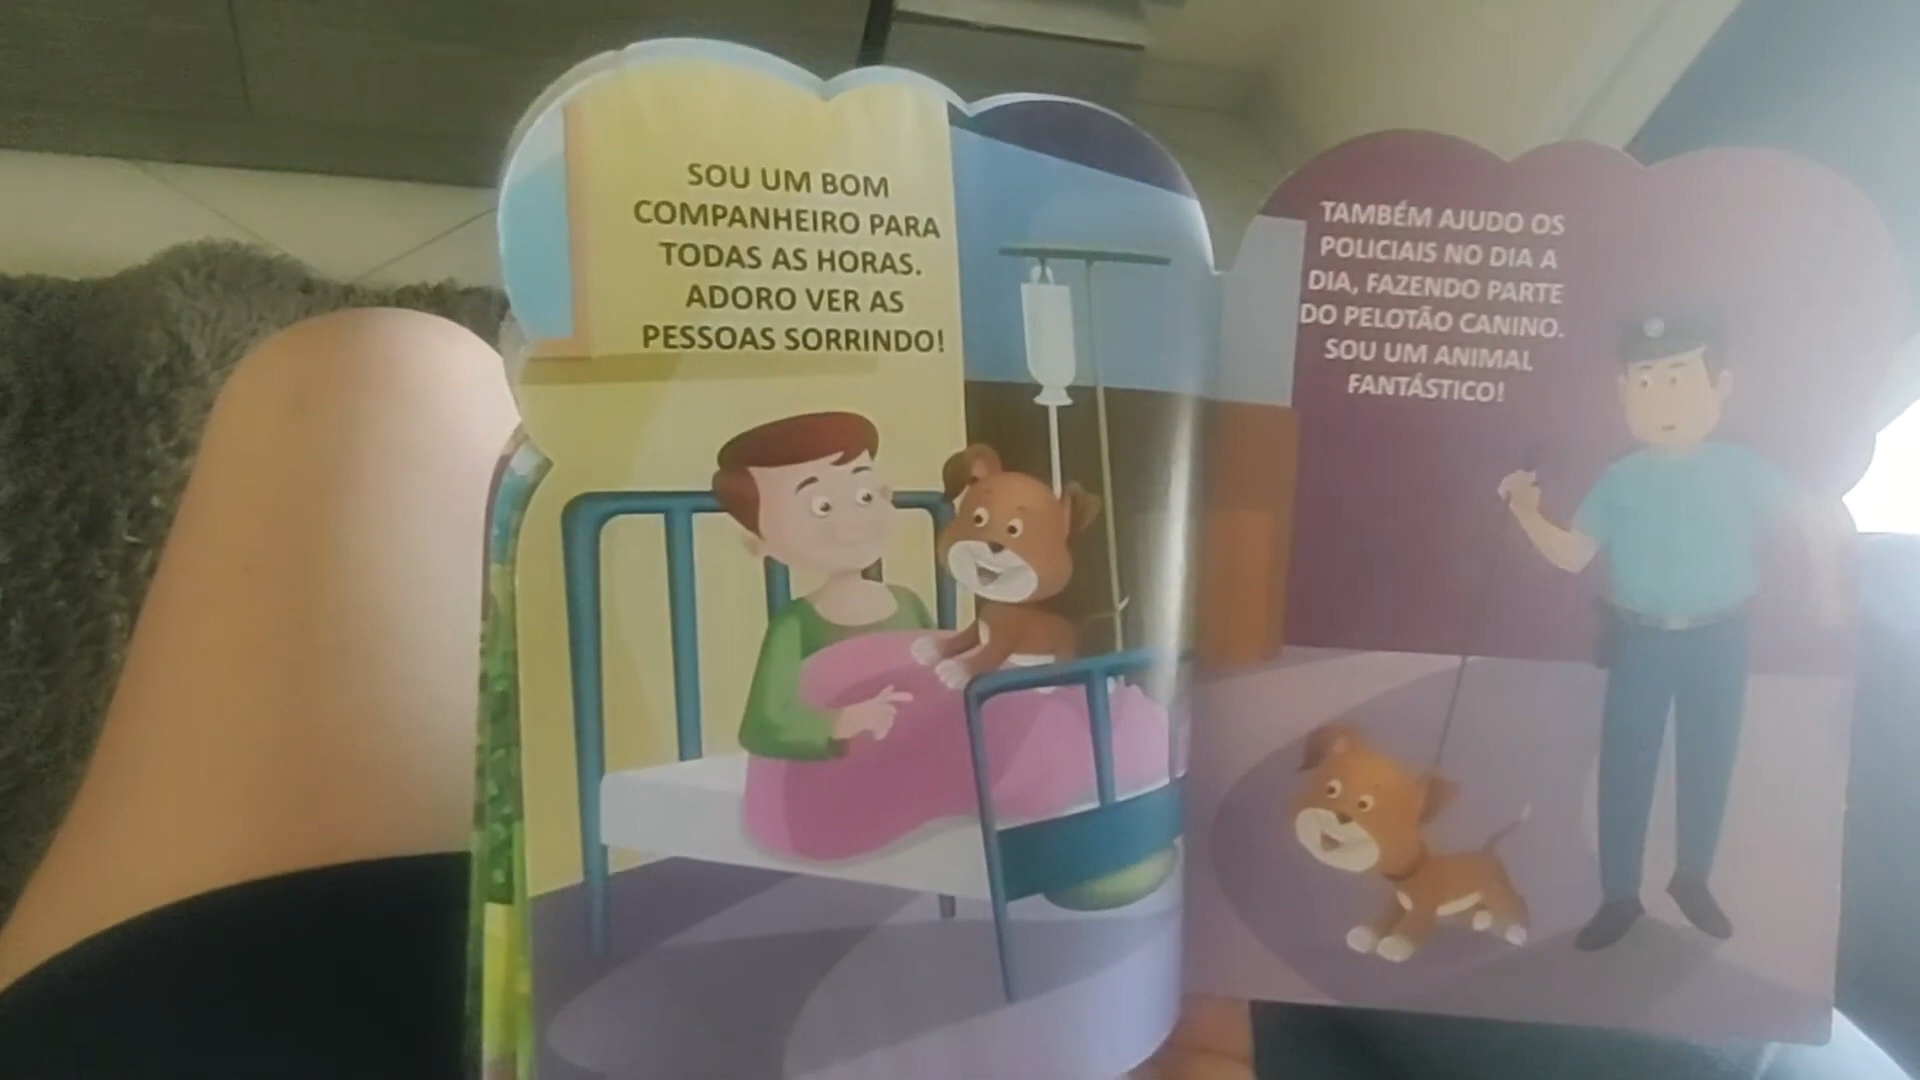 SOU UM BOM
COMPANHEIRO PARA
TODAS AS HORAS.
ADORO VER AS
PESSOAS SORRINDO!
TAMBÉM AJUDO OS
POLICIAIS NO DIA A
DIA, FAZENDO PARTE
DO PELOTÃO CANINO.
SOU UM ANIMAL
FANTÁSTICO!